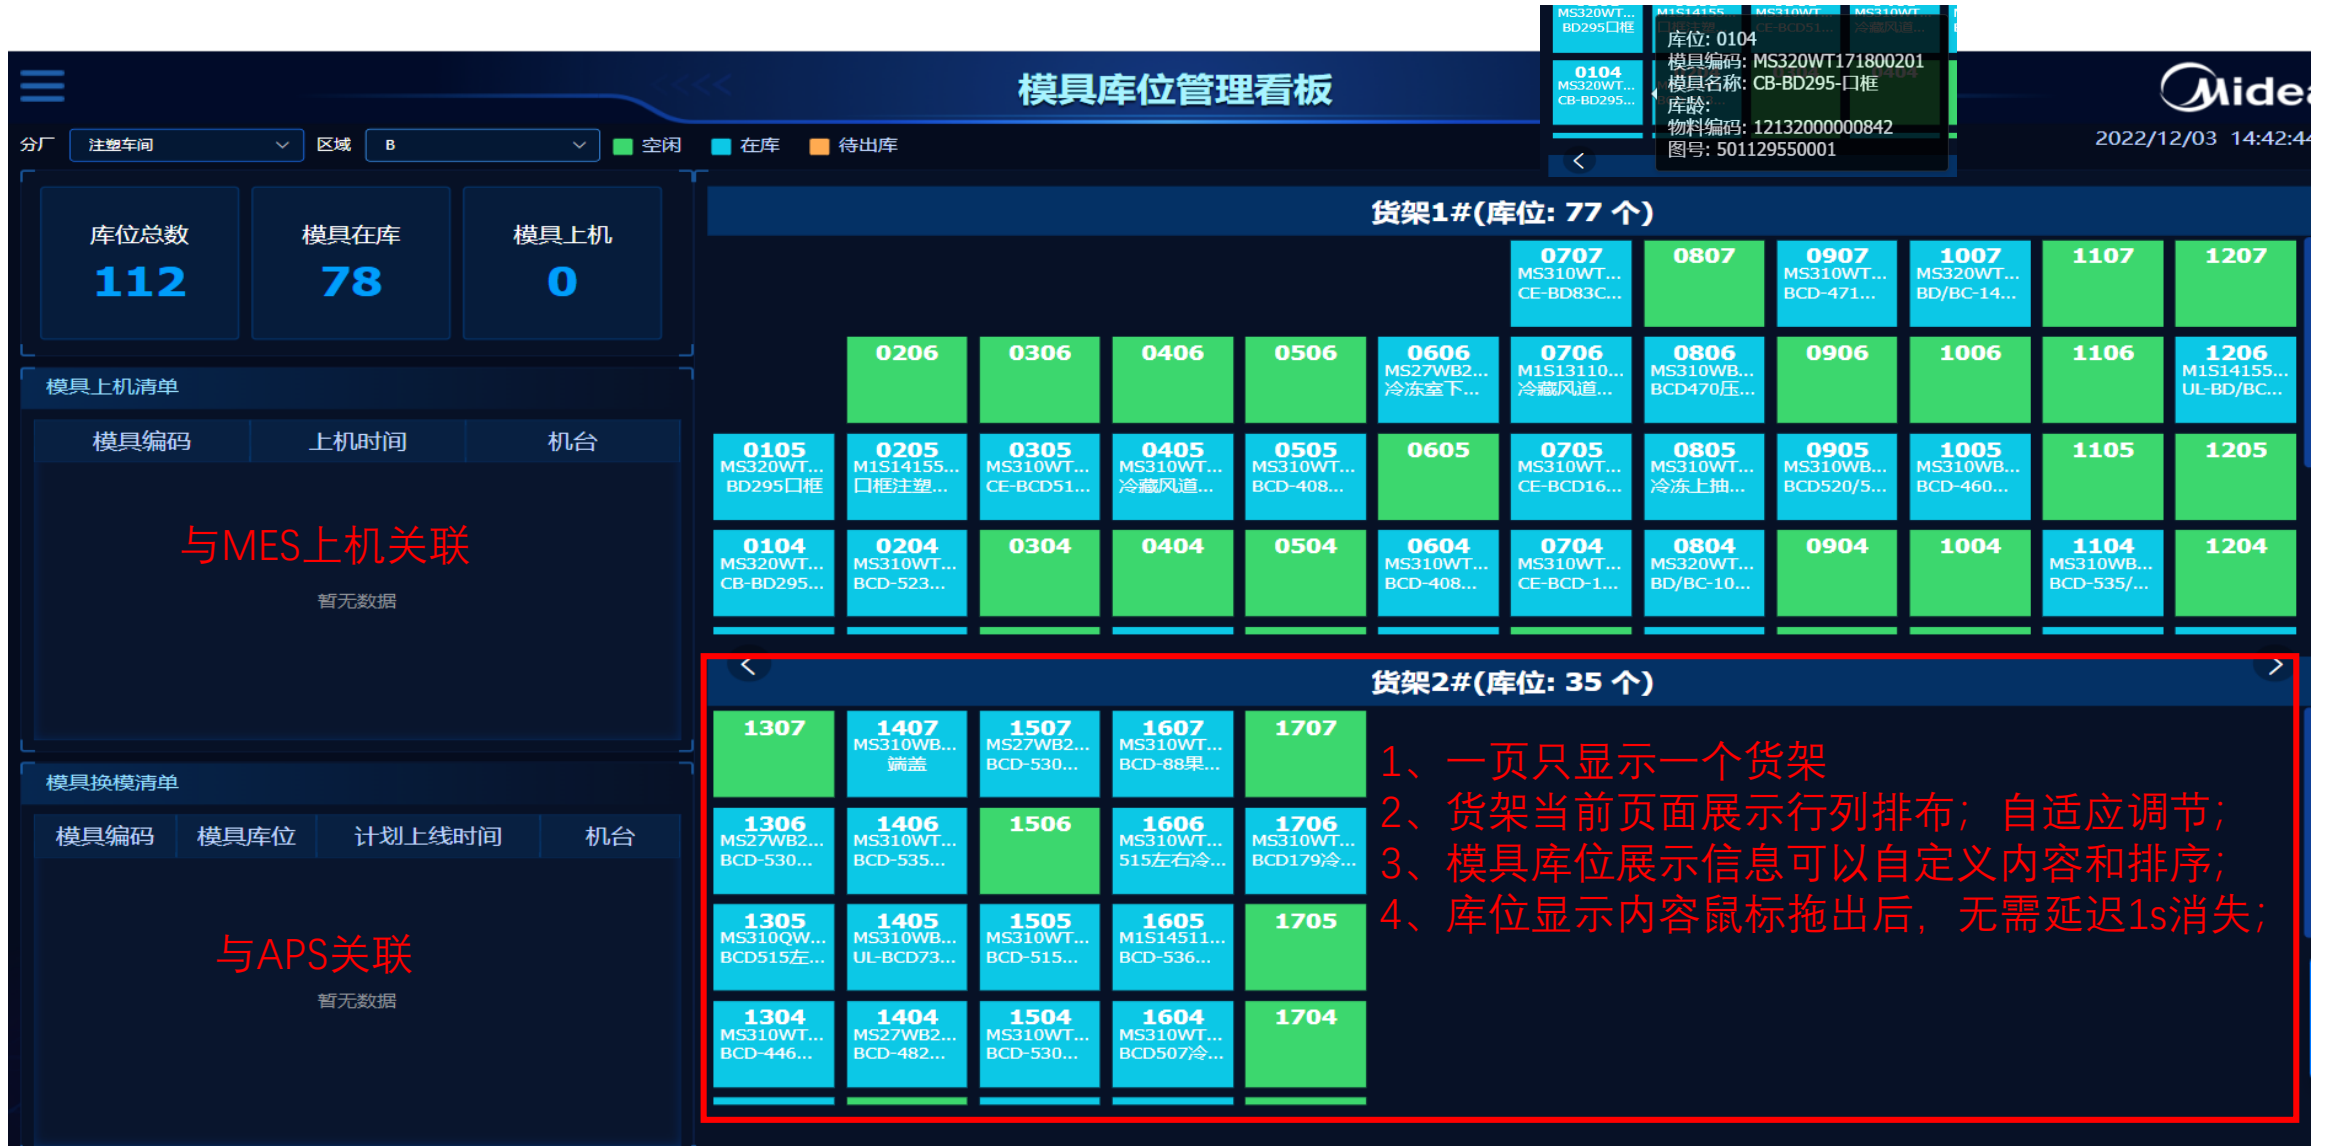 MS320WT... M1S14155... MS310WT... MS310WT...
BD295口框
0104
MS320WT...
CB-BD295...
库位: 0104
模具编码: MS320WT171800201
模具名称: CB-BD295-口框
库龄:
物料编码: 12132000000842
图号: 501129550001
模具库位管理看板
Midea
2022/12/03 14:42:44
分厂 注塑车间 区域 B 空闲 在库 待出库
库位总数 模具在库 模具上机
112 78 0
模具上机清单
模具编码 上机时间 机台
与MES上机关联
暂无数据
模具换模清单
模具编码 模具库位 计划上线时间 机台
与APS关联
暂无数据
货架1#(库位: 77 个)
0707 0807 0907 1007 1107 1207
MS310WT... MS310WT... MS320WT...
CE-BD83C... BCD-471... BD/BC-14...
0206 0306 0406 0506 0606 0706 0806 0906 1006 1106 1206
MS27WB2... M1S13110... MS310WB... M1S14155...
冷冻室下... 冷藏风道... BCD470压... UL-BD/BC...
0105 0205 0305 0405 0505 0605 0705 0805 0905 1005 1105 1205
MS320WT... M1S14155... MS310WT... MS310WT... MS310WT... MS310WT... MS310WT... MS310WB... MS310WB...
BD295口框 口框注塑... CE-BCD51... 冷藏风道... BCD-408... CE-BCD16... 冷冻上抽... BCD520/5... BCD-460...
0104 0204 0304 0404 0504 0604 0704 0804 0904 1004 1104 1204
MS320WT... MS310WT... MS310WT... MS310WT... MS320WT... MS310WB...
CB-BD295... BCD-523... BCD-408... CE-BCD-1... BD/BC-10... BCD-535/...
货架2#(库位: 35 个)
1307 1407 1507 1607 1707
MS310WB... MS27WB2... MS310WT...
端盖 BCD-530... BCD-88果...
1306 1406 1506 1606 1706
MS27WB2... MS310WT... MS310WT... MS310WT...
BCD-530... BCD-535... 515左右冷... BCD179冷...
1305 1405 1505 1605 1705
MS310QW... MS310WB... MS310WT... M1S14511...
BCD515左... UL-BCD73... BCD-515... BCD-536...
1304 1404 1504 1604 1704
MS310WT... MS27WB2... MS310WT... MS310WT...
BCD-446... BCD-482... BCD-530... BCD507冷...
1、一页只显示一个货架
2、货架当前页面展示行列排布；自适应调节；
3、模具库位展示信息可以自定义内容和排序；
4、库位显示内容鼠标拖出后，无需延迟1s消失；